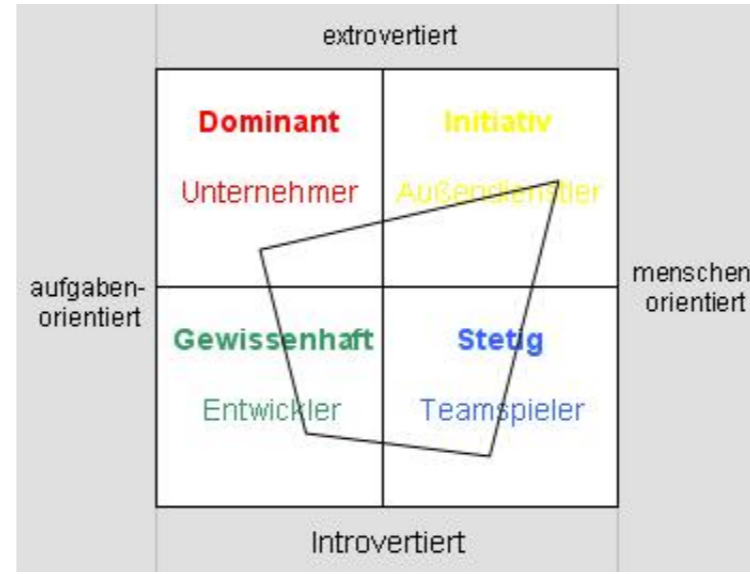 extrovertiert
Dominant
Initiativ
Unternehmer
Außendienstler
aufgaben-
orientiert
menschen
orientiert
Gewissenhaft
Stetig
Entwickler
Teamspieler
Introvertiert